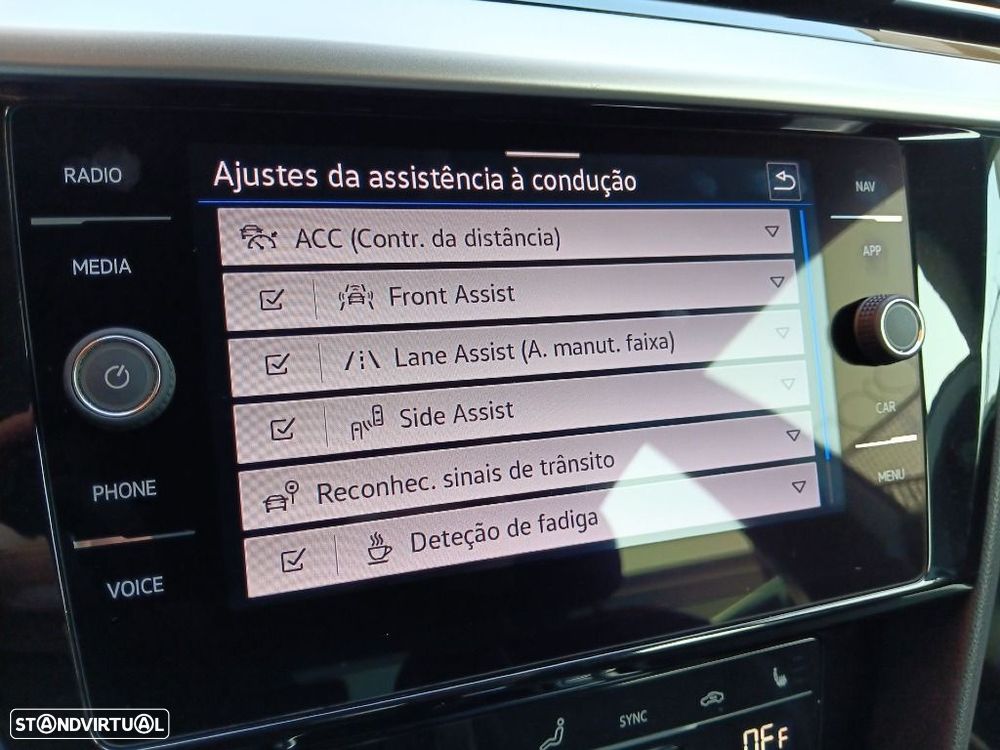 RADIO
MEDIA
PHONE
VOICE
Ajustes da assistência à condução
ACC (Contr. da distância)
Front Assist
Lane Assist (A. manut. faixa)
Side Assist
Reconhec. sinais de trânsito
Deteção de fadiga
NAV
APP
CAR
MENU
SYNC
OFF
STANDVIRTUAL